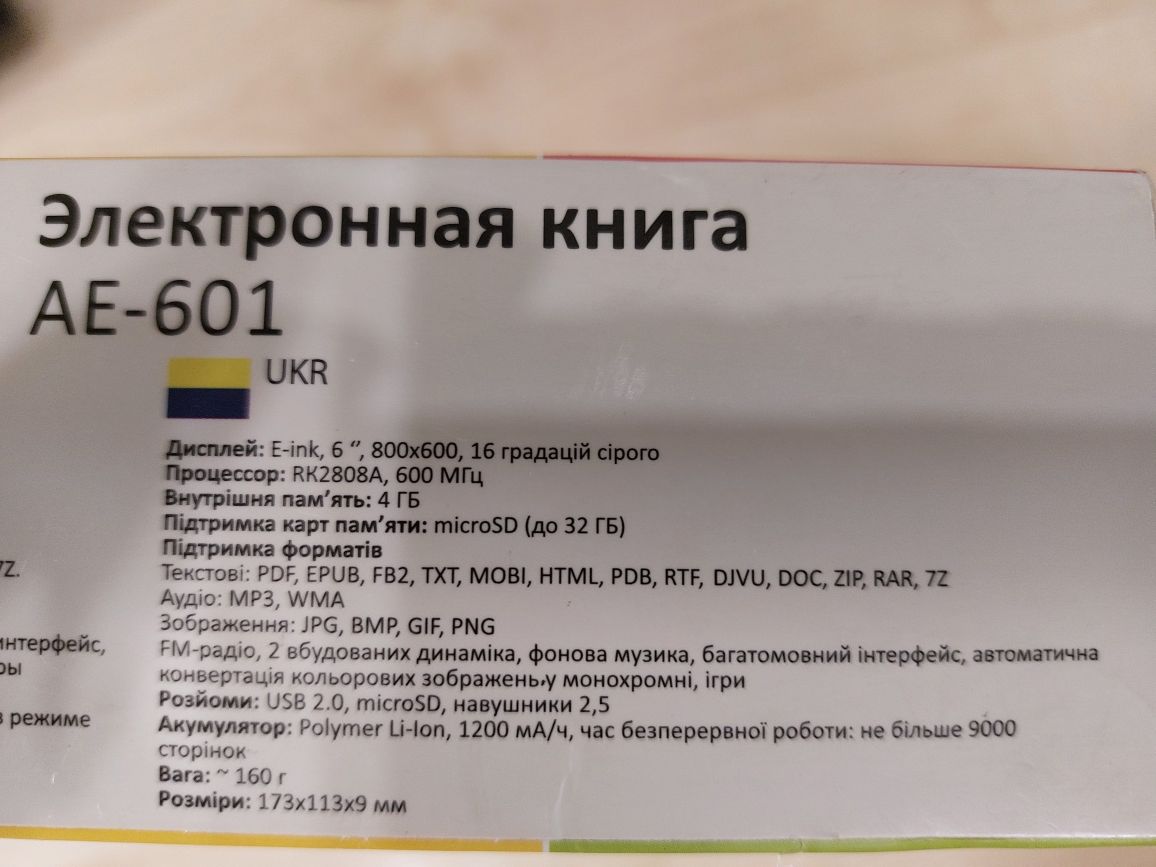 Электронная книга
AE-601
UKR
Дисплей: E-ink, 6 ‘’, 800x600, 16 градацій сірого
Процессор: RK2808A, 600 МГц
Внутрішня пам’ять: 4 ГБ
Підтримка карт пам’яти: microSD (до 32 ГБ)
Підтримка форматів
Текстові: PDF, EPUB, FB2, TXT, MOBI, HTML, PDB, RTF, DJVU, DOC, ZIP, RAR, 7Z
Аудіо: MP3, WMA
Зображення: JPG, BMP, GIF, PNG
FM-радіо, 2 вбудованих динаміка, фонова музика, багатомовний інтерфейс, автоматична
конвертація кольорових зображень у монохромні, ігри
Розйоми: USB 2.0, microSD, навушники 2,5
Акумулятор: Polymer Li-Ion, 1200 мА/ч, час безперервної роботи: не більше 9000
сторінок
Вага: ~ 160 г
Розміри: 173x113x9 мм
7Z.
интерфейс,
ры
в режиме